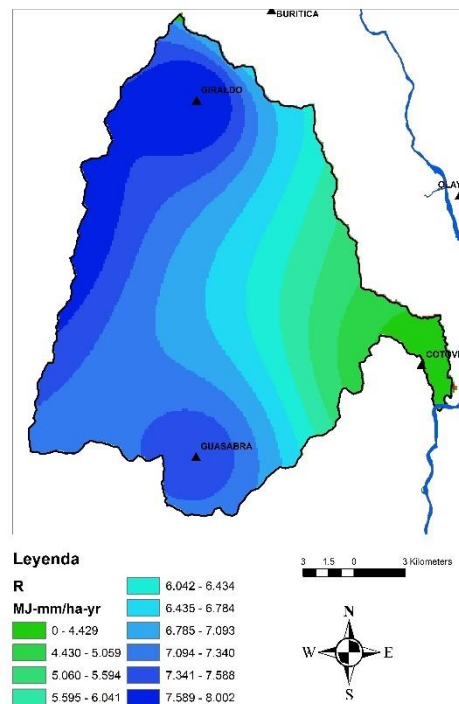 BURITICA
GIRALDO
OLAY
COTOV
GUASABRA
Leyenda
R
MJ-mm/ha-yr
0 - 4.429
4.430 - 5.059
5.060 - 5.594
5.595 - 6.041
6.042 - 6.434
6.435 - 6.784
6.785 - 7.093
7.094 - 7.340
7.341 - 7.588
7.589 - 8.002
3 1.5 0 3 Kilometers
N
W E
S